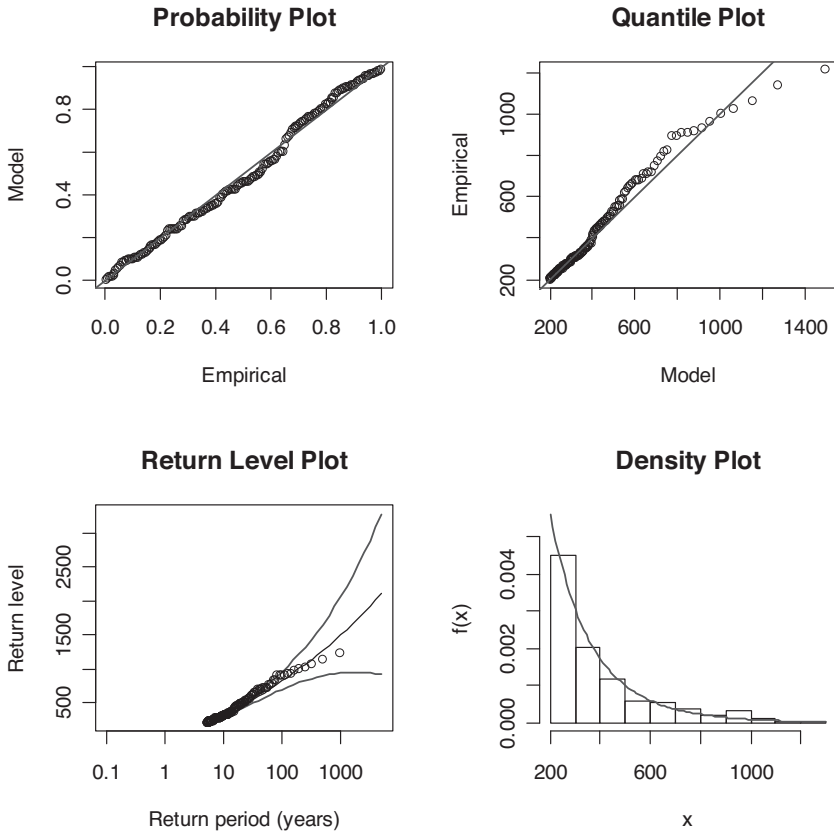 Probability Plot
Model
0.0 0.4 0.8
0.0 0.2 0.4 0.6 0.8 1.0
Empirical
Quantile Plot
Empirical
200 600 1000
200 600 1000 1400
Model
Return Level Plot
Return level
500 1500 2500
0.1 1 10 100 1000
Return period (years)
Density Plot
f(x)
0.000 0.002 0.004
200 600 1000
x